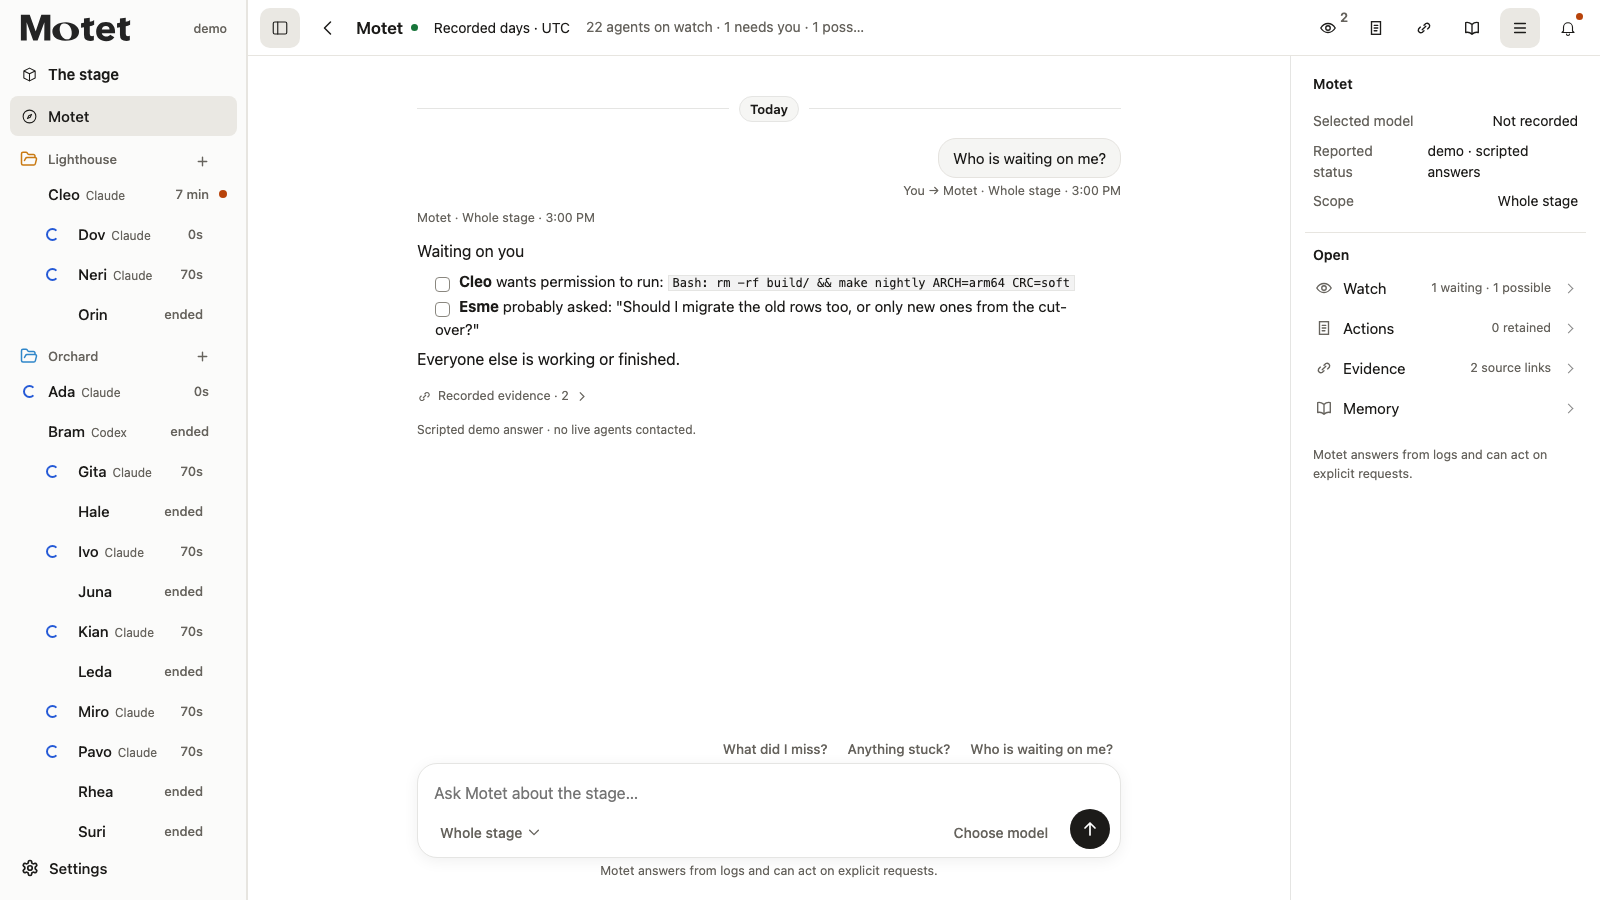 Motet
demo
The stage
Motet
Lighthouse
Cleo Claude 7 min
Dov Claude 0s
Neri Claude 70s
Orin ended
Orchard
Ada Claude 0s
Bram Codex ended
Gita Claude 70s
Hale ended
Ivo Claude 70s
Juna ended
Kian Claude 70s
Leda ended
Miro Claude 70s
Pavo Claude 70s
Rhea ended
Suri ended
Settings
Motet Recorded days · UTC 22 agents on watch · 1 needs you · 1 poss...
2
Today
Who is waiting on me?
You → Motet · Whole stage · 3:00 PM
Motet · Whole stage · 3:00 PM
Waiting on you
Cleo wants permission to run: Bash: rm -rf build/ && make nightly ARCH=arm64 CRC=soft
Esme probably asked: "Should I migrate the old rows too, or only new ones from the cut-
over?"
Everyone else is working or finished.
Recorded evidence · 2
Scripted demo answer · no live agents contacted.
What did I miss? Anything stuck? Who is waiting on me?
Ask Motet about the stage...
Whole stage Choose model
Motet answers from logs and can act on explicit requests.
Motet
Selected model Not recorded
Reported status demo · scripted answers
Scope Whole stage
Open
Watch 1 waiting · 1 possible
Actions 0 retained
Evidence 2 source links
Memory
Motet answers from logs and can act on
explicit requests.